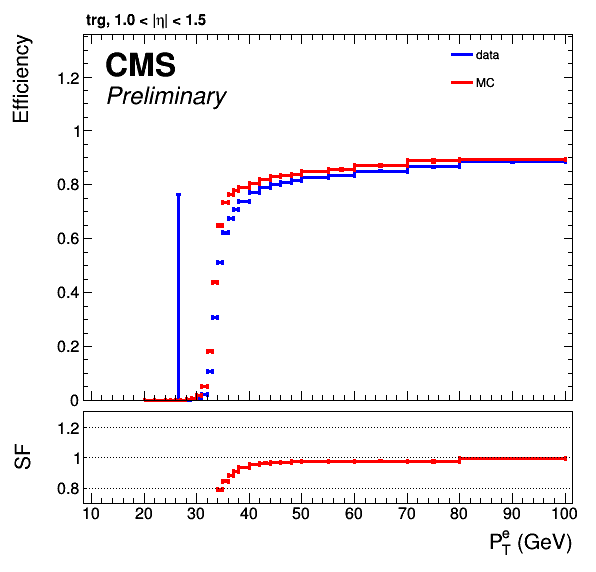 trg, 1.0 < |η| < 1.5
CMS
Preliminary
data
MC
Efficiency
1.2
1
0.8
0.6
0.4
0.2
0
SF
1.2
1
0.8
10 20 30 40 50 60 70 80 90 100
P_T^e (GeV)